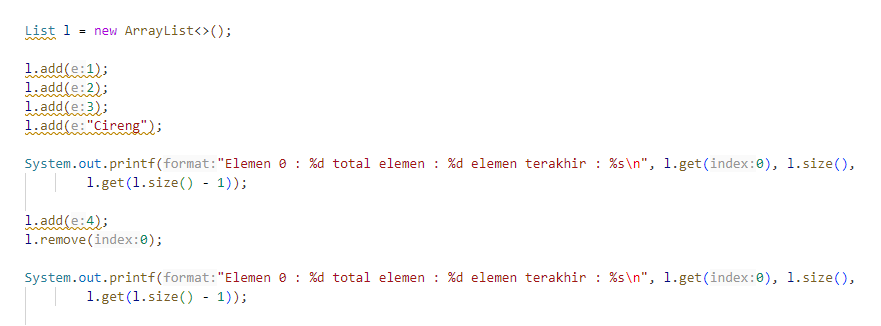 List l = new ArrayList<>();
l.add(e:1);
l.add(e:2);
l.add(e:3);
l.add(e:"Cireng");
System.out.printf(format:"Elemen 0 : %d total elemen : %d elemen terakhir : %s\n", l.get(index:0), l.size(),
l.get(l.size() - 1));
l.add(e:4);
l.remove(index:0);
System.out.printf(format:"Elemen 0 : %d total elemen : %d elemen terakhir : %s\n", l.get(index:0), l.size(),
l.get(l.size() - 1));